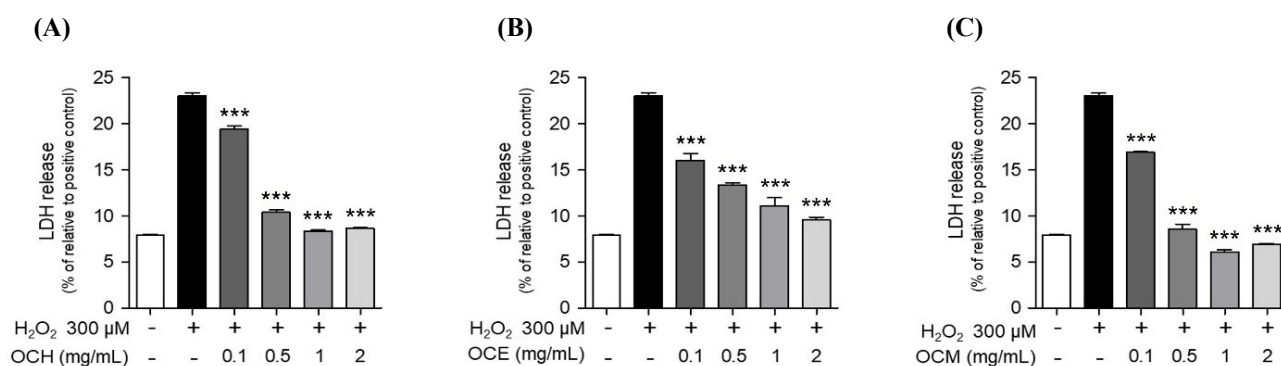 (A)
LDH release
(% of relative to positive control)
25
20
15
10
5
0
***
***
***
***
H₂O₂ 300 µM - + + + + +
OCH (mg/mL) - - 0.1 0.5 1 2
(B)
LDH release
(% of relative to positive control)
25
20
15
10
5
0
***
***
***
***
H₂O₂ 300 µM - + + + + +
OCE (mg/mL) - - 0.1 0.5 1 2
(C)
LDH release
(% of relative to positive control)
25
20
15
10
5
0
***
***
***
***
H₂O₂ 300 µM - + + + + +
OCM (mg/mL) - - 0.1 0.5 1 2